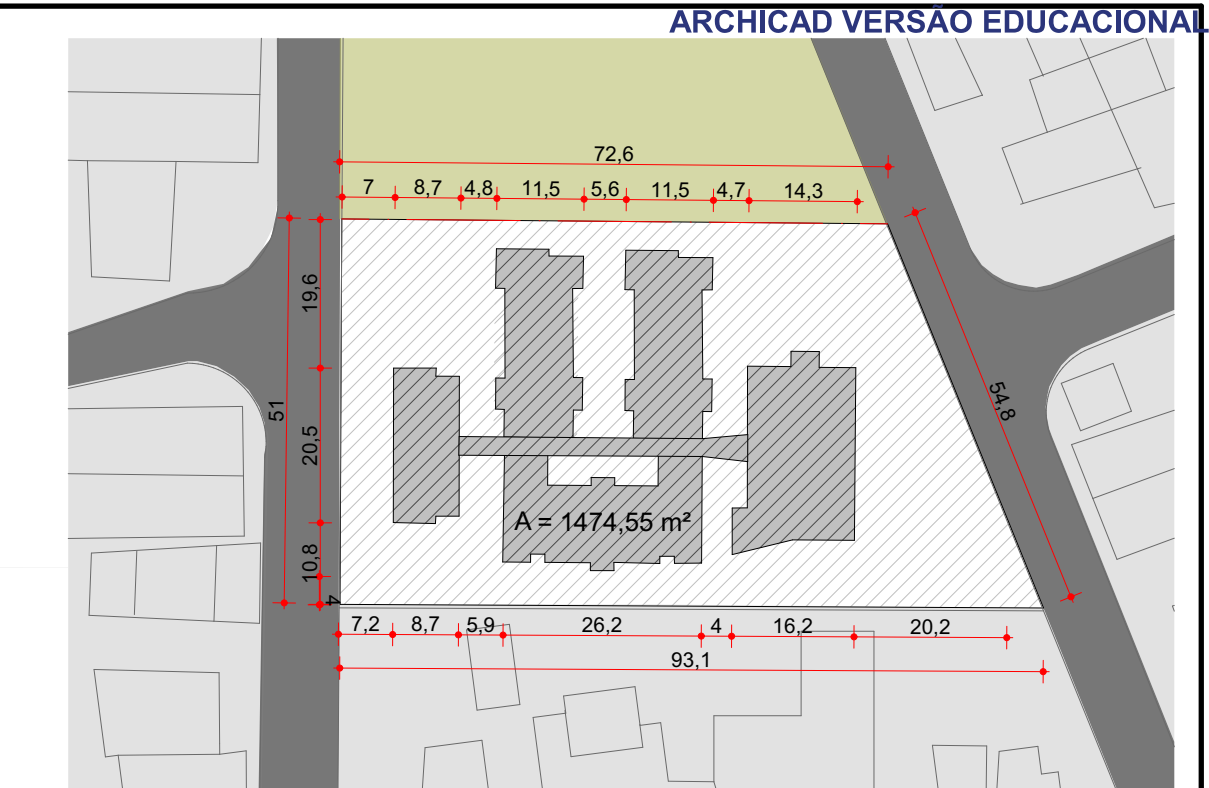 ARCHICAD VERSÃO EDUCACIONAL
72,6
7 8,7 4,8 11,5 5,6 11,5 4,7 14,3
19,6
51
20,5
54,8
A = 1474,55 m²
10,8
4
7,2 8,7 5,9 26,2 4 16,2 20,2
93,1